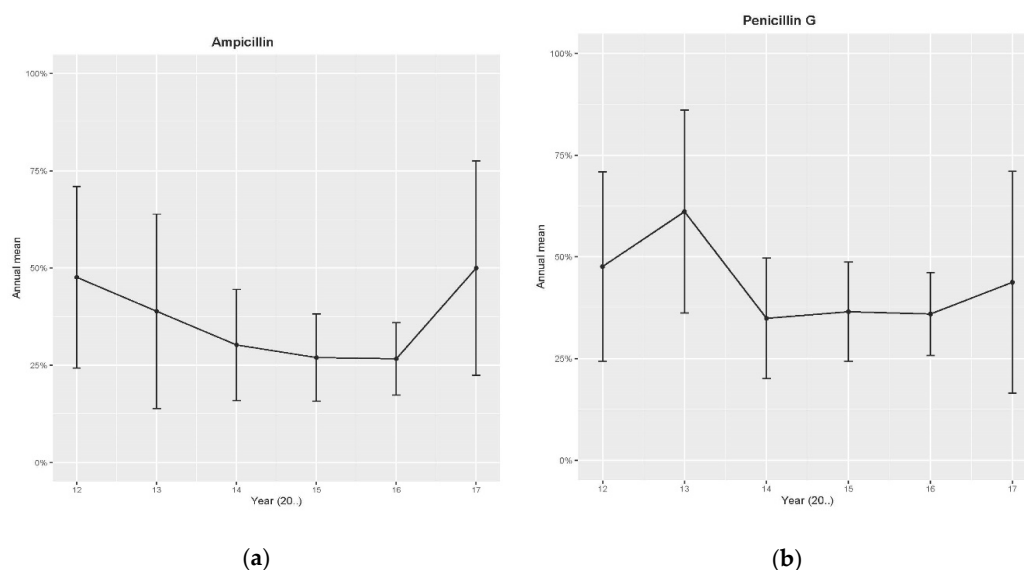 Ampicillin
100%
75%
50%
25%
0%
Annual mean
12 13 14 15 16 17
Year (20..)
(a)
Penicillin G
100%
75%
50%
25%
0%
Annual mean
12 13 14 15 16 17
Year (20..)
(b)